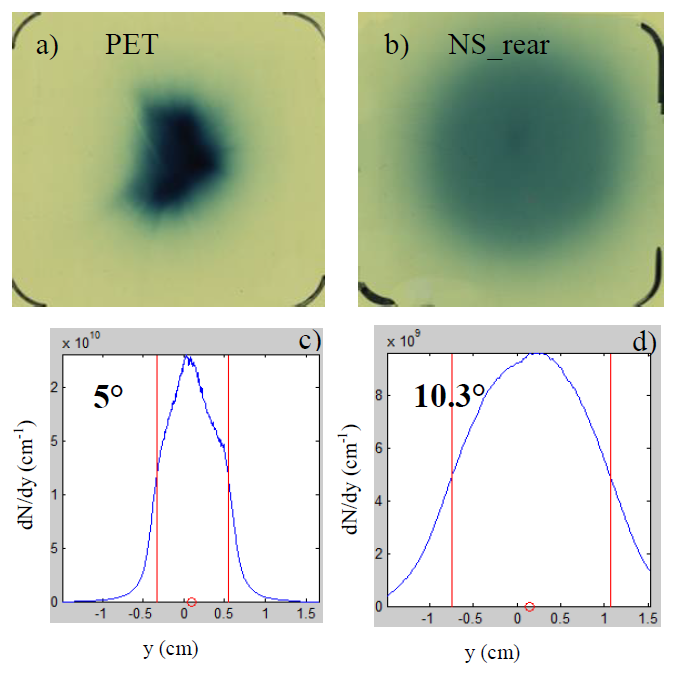 a) PET
b) NS_rear
x 10^10
c)
5°
2
5
1
5
0
-1 -0.5 0 0.5 1 1.5
dN/dy (cm^-1)
y (cm)
x 10^9
d)
10.3°
8
6
4
2
0
-1 -0.5 0 0.5 1 1.5
dN/dy (cm^-1)
y (cm)